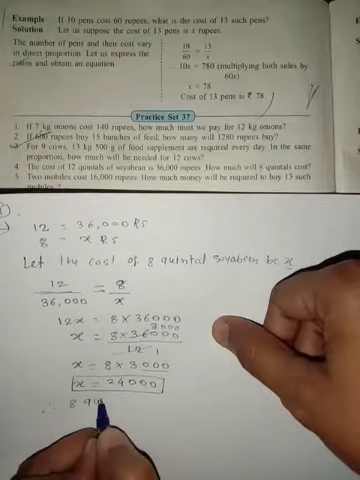 Example If 10 pens cost 60 rupees, what is the cost of 13 such pens?
Solution Let us suppose the cost of 13 pens is x rupees.
The number of pens and their cost vary
in direct proportion. Let us express the
ratios and obtain an equation.
10/60 = 13/x
10x = 780 (multiplying both sides by
60x)
x = 78
Cost of 13 pens is ₹ 78.
Practice Set 37
1. If 7 kg onions cost 140 rupees, how much must we pay for 12 kg onions?
2. If 600 rupees buy 15 bunches of feed, how many will 1280 rupees buy?
3. For 9 cows, 13 kg 500 g of food supplement are required every day. In the same
proportion, how much will be needed for 12 cows?
4. The cost of 12 quintals of soyabean is 36,000 rupees. How much will 8 quintals cost?
5. Two mobiles cost 16,000 rupees. How much money will be required to buy 13 such
mobiles ?
12 = 36,000 RS
8 - x RS.
Let the cost of 8 quintal soyabeen be x
12/36,000 = 8/x
12x = 8 × 36000
x = 8 × 36000 3000 / 12 1
x = 8 × 3000
x = 24000
∴ 8